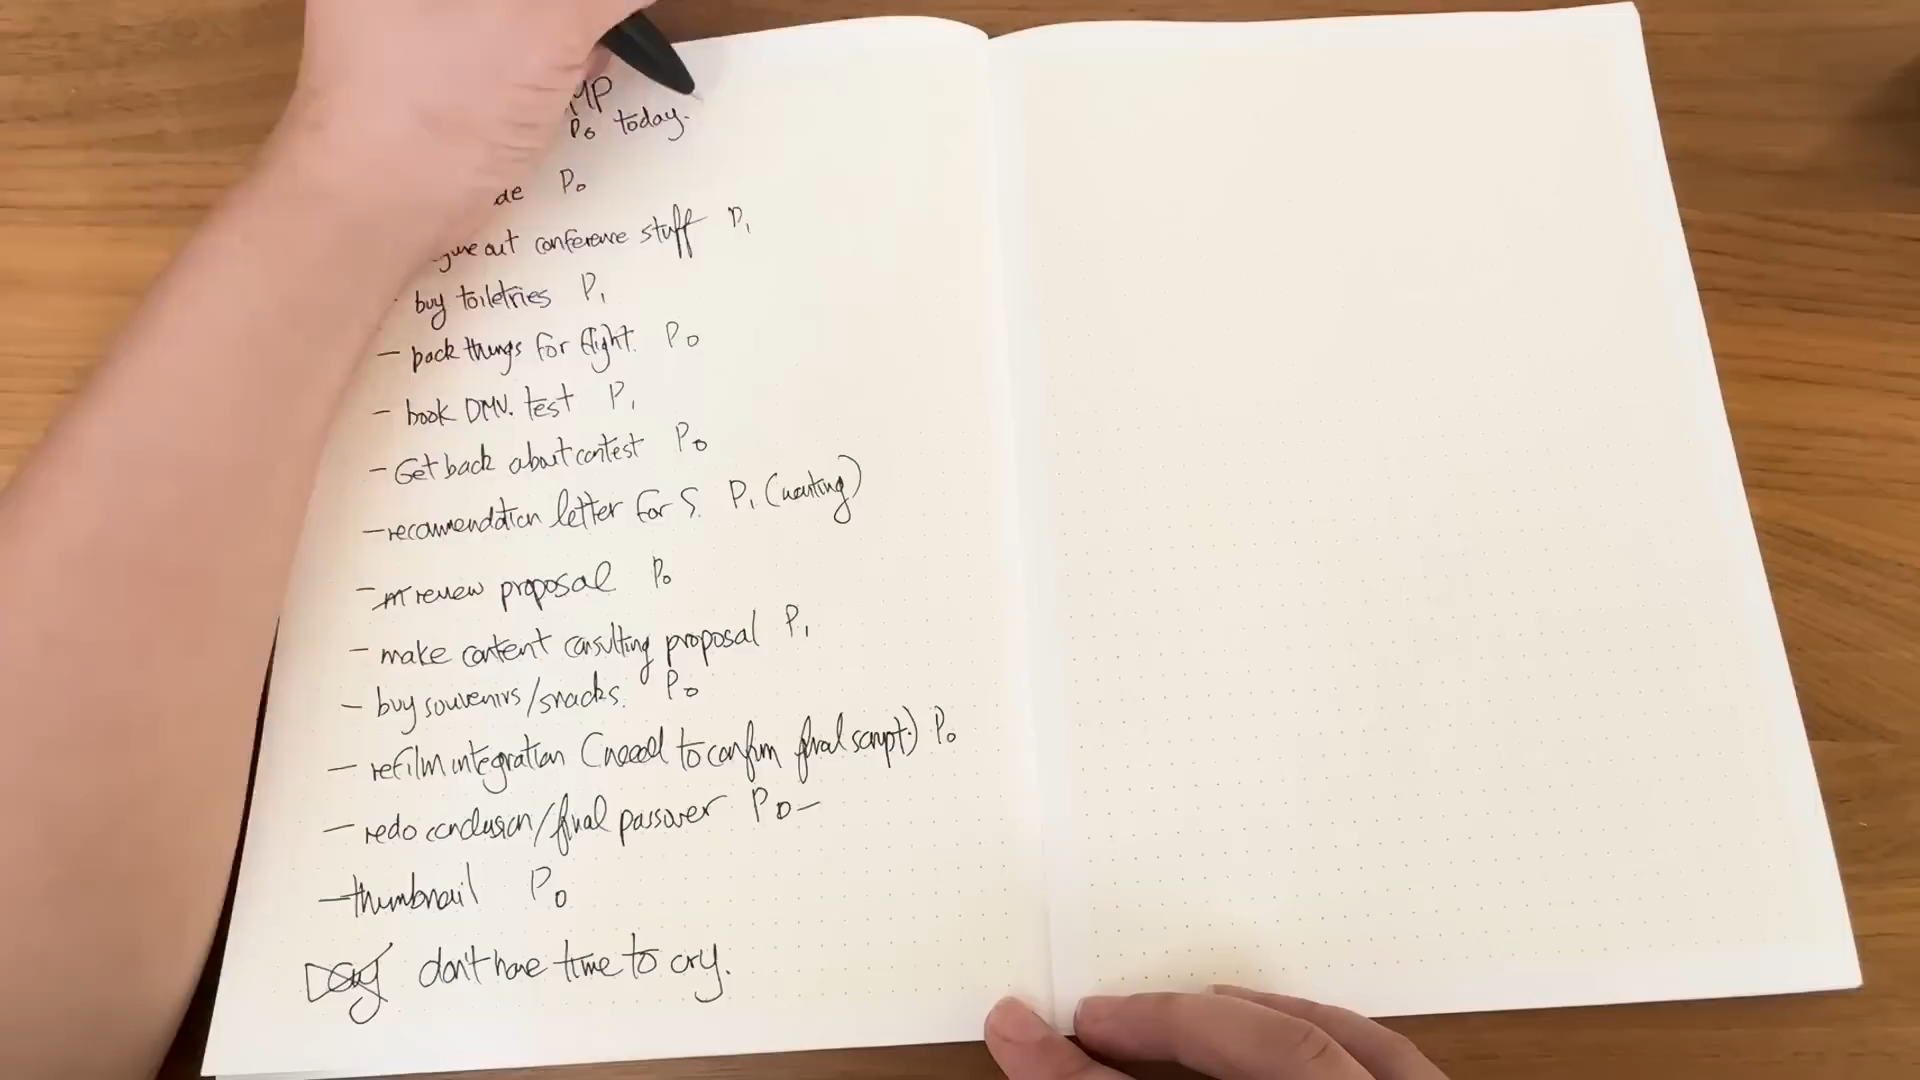 MP
P0 today.
de P0
gure out conference stuff P1
buy toiletries P1
- pack things for flight. P0
- book DMV. test P1
- Get back about contest P0
- recommendation letter for S. P1 (waiting)
- review proposal P0
- make content consulting proposal P1
- buy souvenirs/snacks. P0
- refilm integration (need to confirm final script.) P0
- redo conclusion/final passover P0 -
- thumbnail P0
don't have time to cry.